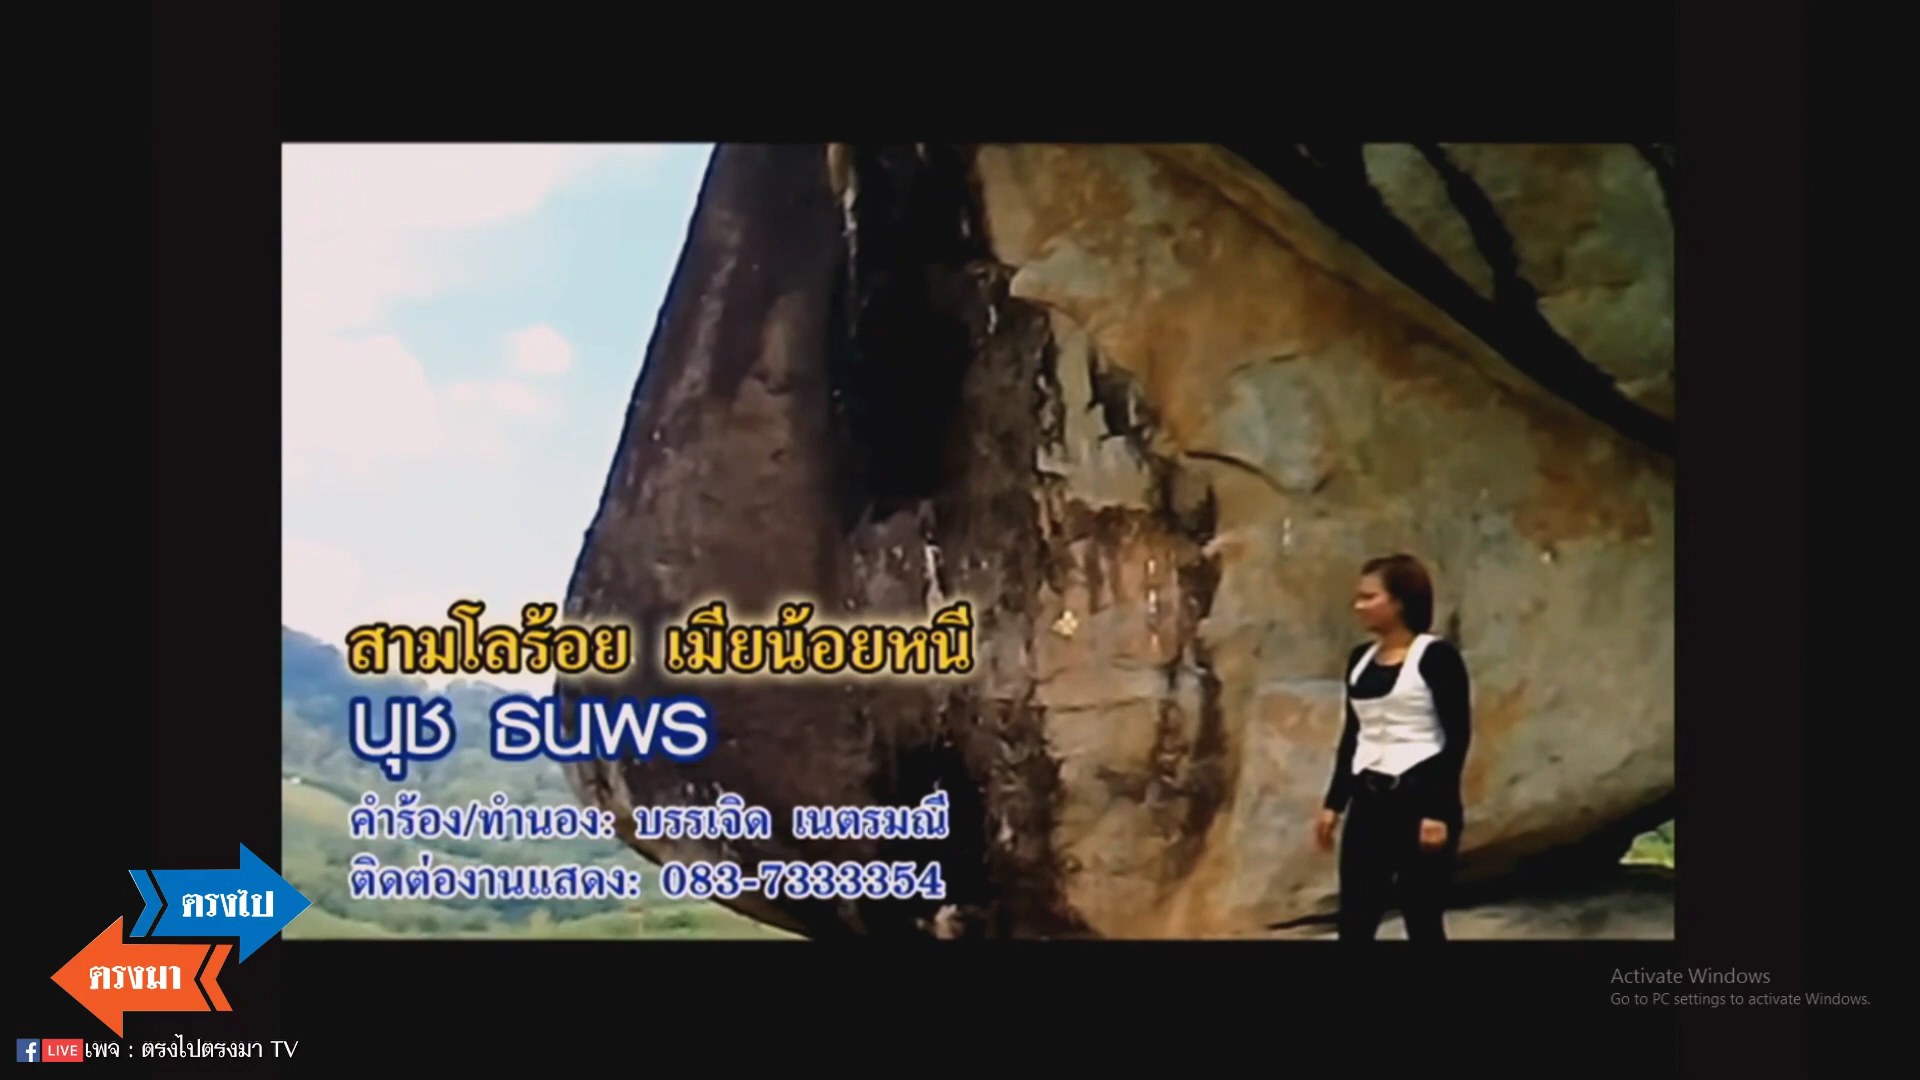 สามโลร้อย เมียน้อยหนี
นุช ธนพร
คำร้อง/ทำนอง: บรรเจิด เนตรมณี
ติดต่องานแสดง: 083-7333354
ตรงไป
ตรงมา
LIVE เพจ : ตรงไปตรงมา TV
Activate Windows
Go to PC settings to activate Windows.